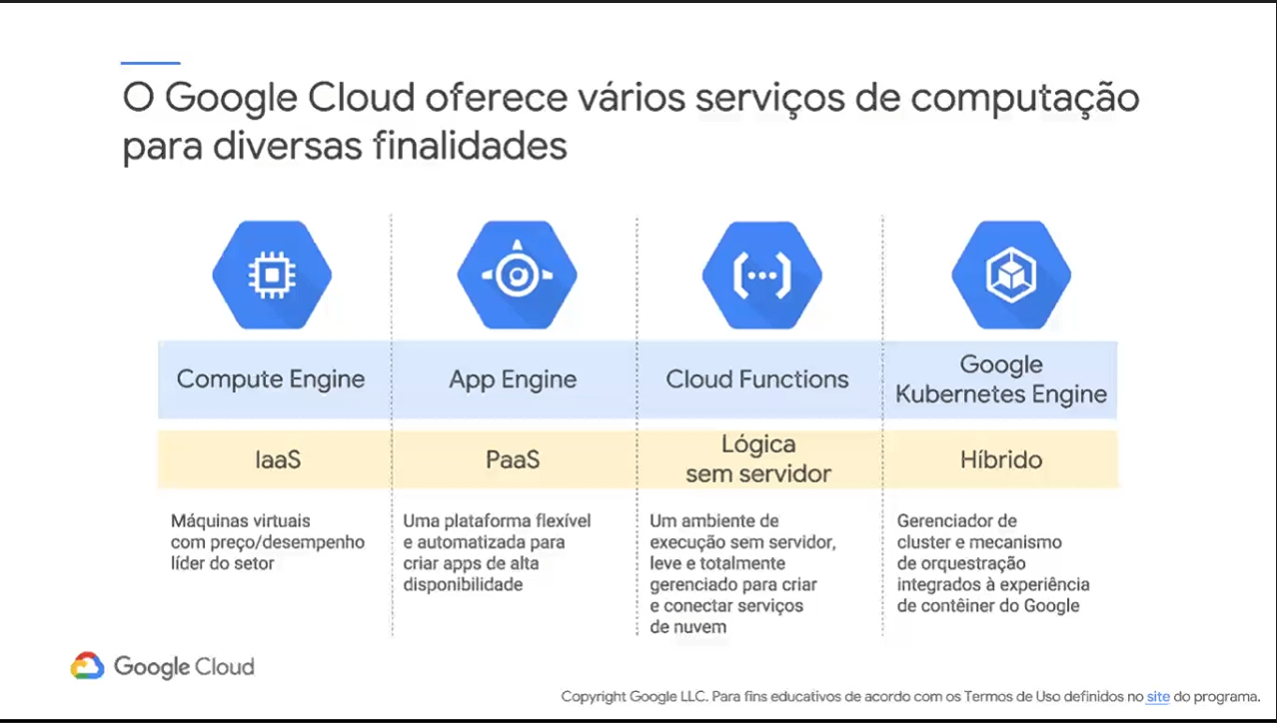 O Google Cloud oferece vários serviços de computação
para diversas finalidades
Compute Engine
IaaS
Máquinas virtuais
com preço/desempenho
líder do setor
App Engine
PaaS
Uma plataforma flexível
e automatizada para
criar apps de alta
disponibilidade
Cloud Functions
Lógica
sem servidor
Um ambiente de
execução sem servidor,
leve e totalmente
gerenciado para criar
e conectar serviços
de nuvem
Google
Kubernetes Engine
Híbrido
Gerenciador de
cluster e mecanismo
de orquestração
integrados à experiência
de contêiner do Google
Google Cloud
Copyright Google LLC. Para fins educativos de acordo com os Termos de Uso definidos no site do programa.